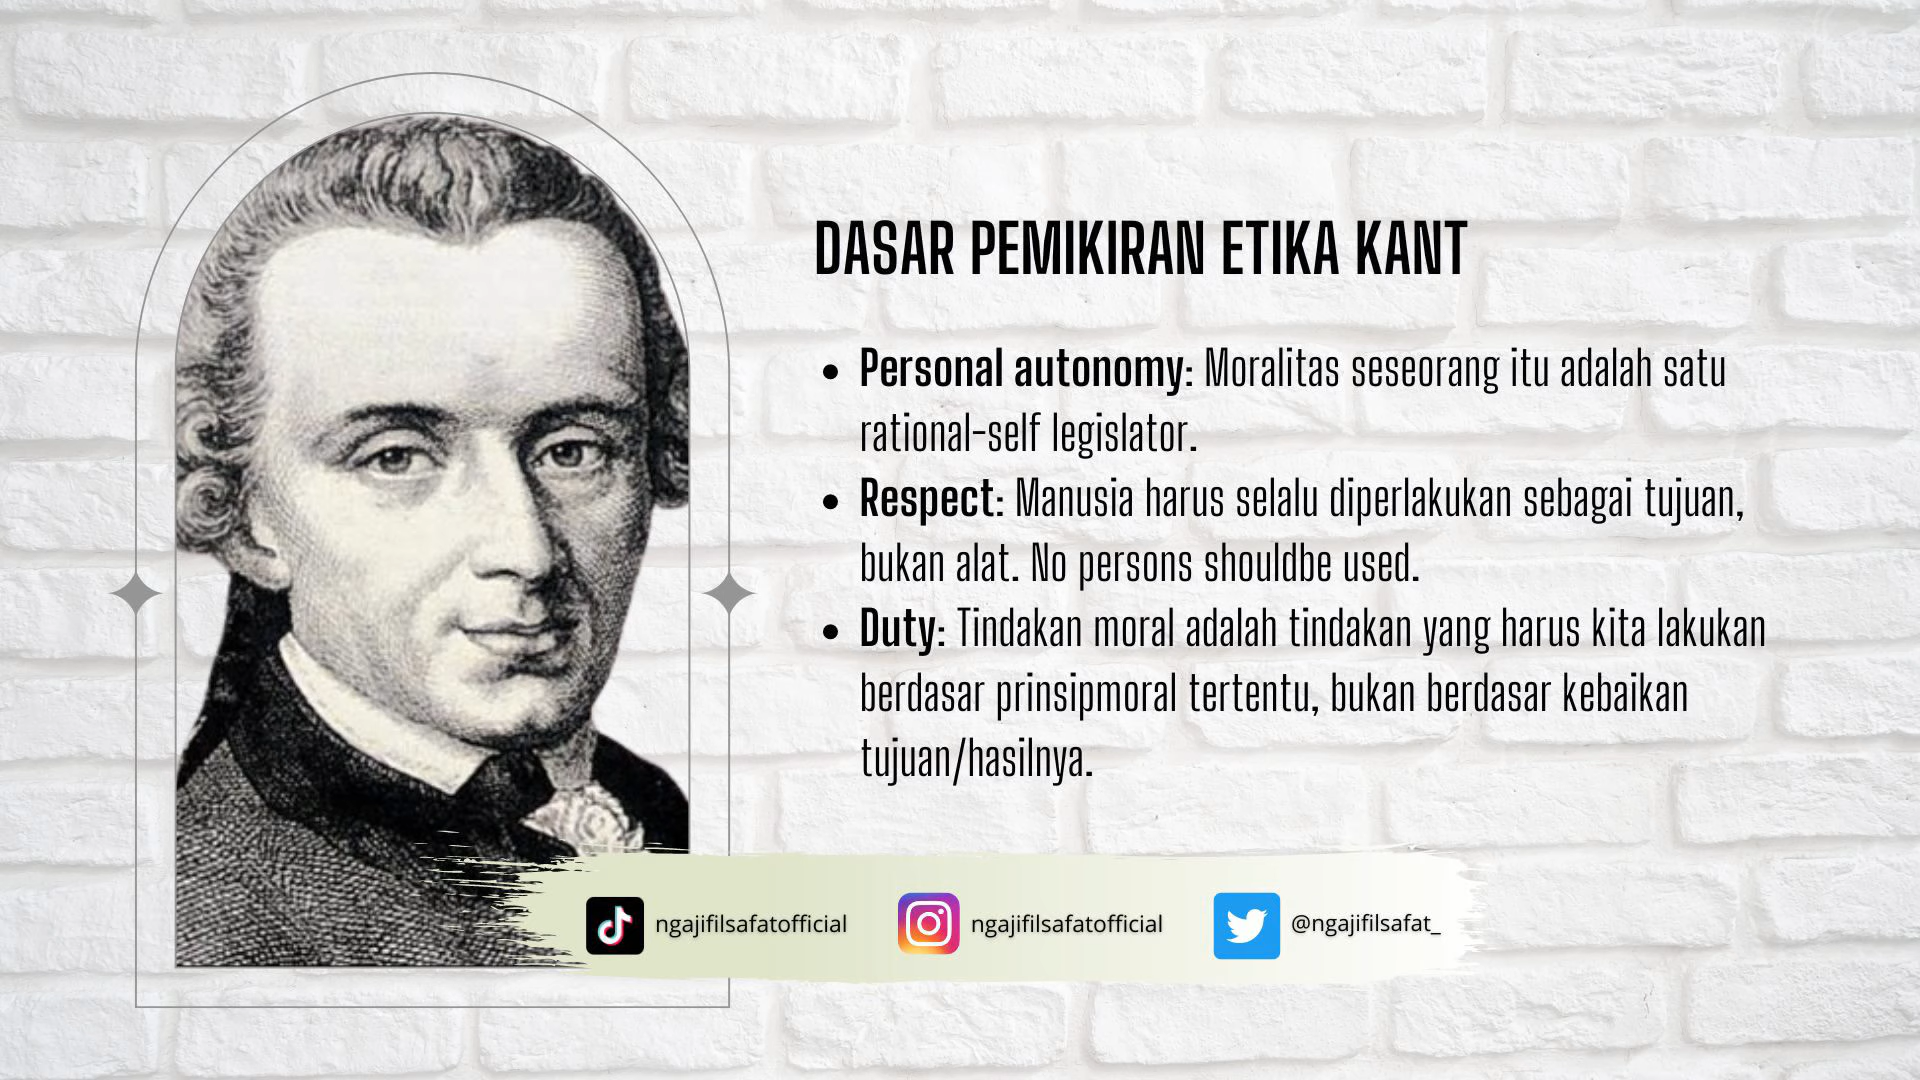 DASAR PEMIKIRAN ETIKA KANT
• Personal autonomy: Moralitas seseorang itu adalah satu
rational-self legislator.
• Respect: Manusia harus selalu diperlakukan sebagai tujuan,
bukan alat. No persons shouldbe used.
• Duty: Tindakan moral adalah tindakan yang harus kita lakukan
berdasar prinsipmoral tertentu, bukan berdasar kebaikan
tujuan/hasilnya.
ngajifilsafatofficial
ngajifilsafatofficial
@ngajifilsafat_